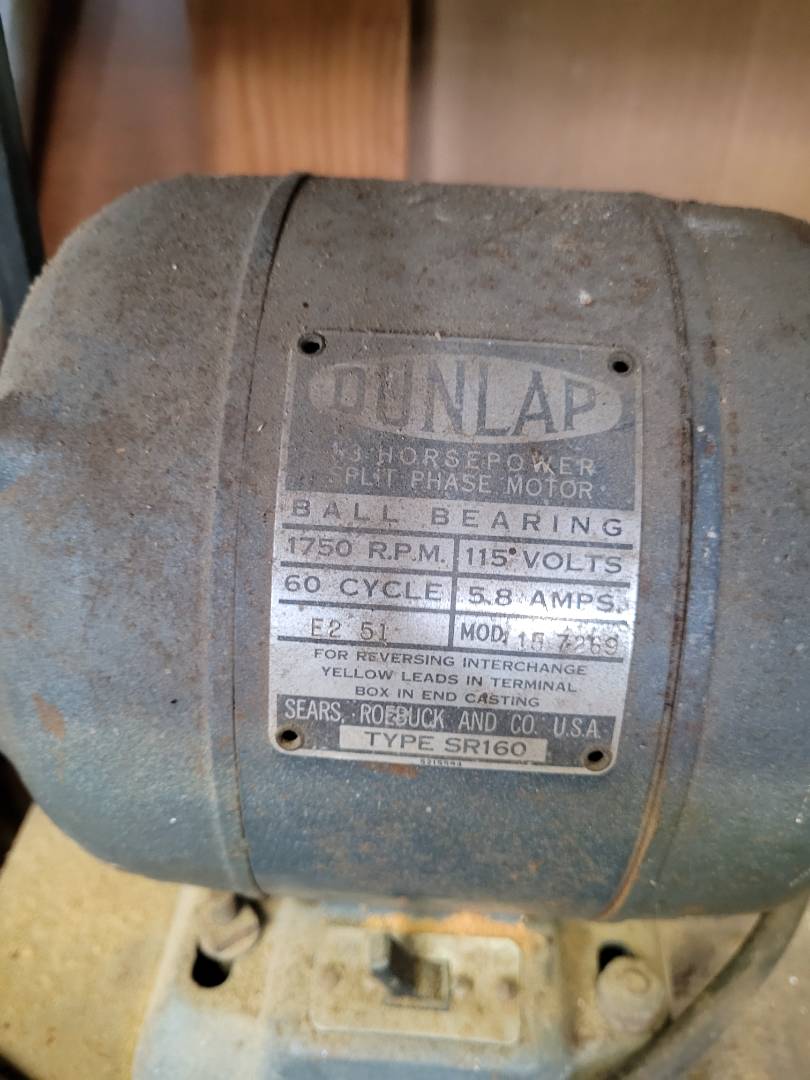 DUNLAP
HORSEPOWER
SPLIT PHASE MOTOR
BALL BEARING
1750 R.P.M. 115 VOLTS
60 CYCLE 5.8 AMPS.
E2 51 MOD. 15 7269
FOR REVERSING INTERCHANGE
YELLOW LEADS IN TERMINAL
BOX IN END CASTING
SEARS, ROEBUCK AND CO. U.S.A.
TYPE SR160